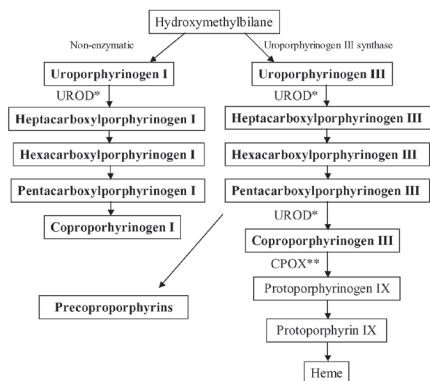 Hydroxymethylbilane
Non-enzymatic
Uroporphyrinogen III synthase
Uroporphyrinogen I
Uroporphyrinogen III
UROD*
UROD*
Heptacarboxylporphyrinogen I
Heptacarboxylporphyrinogen III
Hexacarboxylporphyrinogen I
Hexacarboxylporphyrinogen III
Pentacarboxylporphyrinogen I
Pentacarboxylporphyrinogen III
UROD*
Coproporhyrinogen I
Coproporphyrinogen III
CPOX**
Precoproporphyrins
Protoporphyrinogen IX
Protoporphyrin IX
Heme